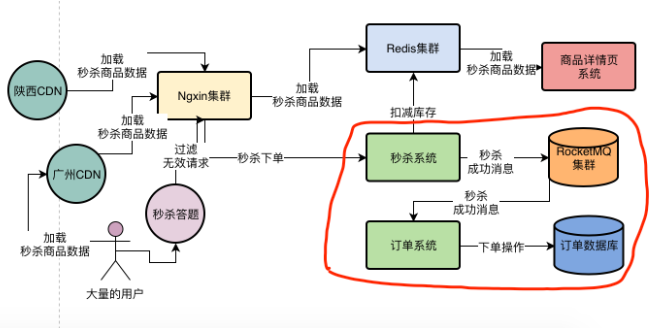 加载
秒杀商品数据
陕西CDN
Ngxin集群
加载
秒杀商品数据
Redis集群
加载
秒杀商品数据
商品详情页
系统
加载
秒杀商品数据
扣减库存
广州CDN
过滤
无效请求
秒杀下单
秒杀系统
秒杀
成功消息
RocketMQ
集群
秒杀
成功消息
秒杀答题
加载
秒杀商品数据
大量的用户
订单系统
下单操作
订单数据库